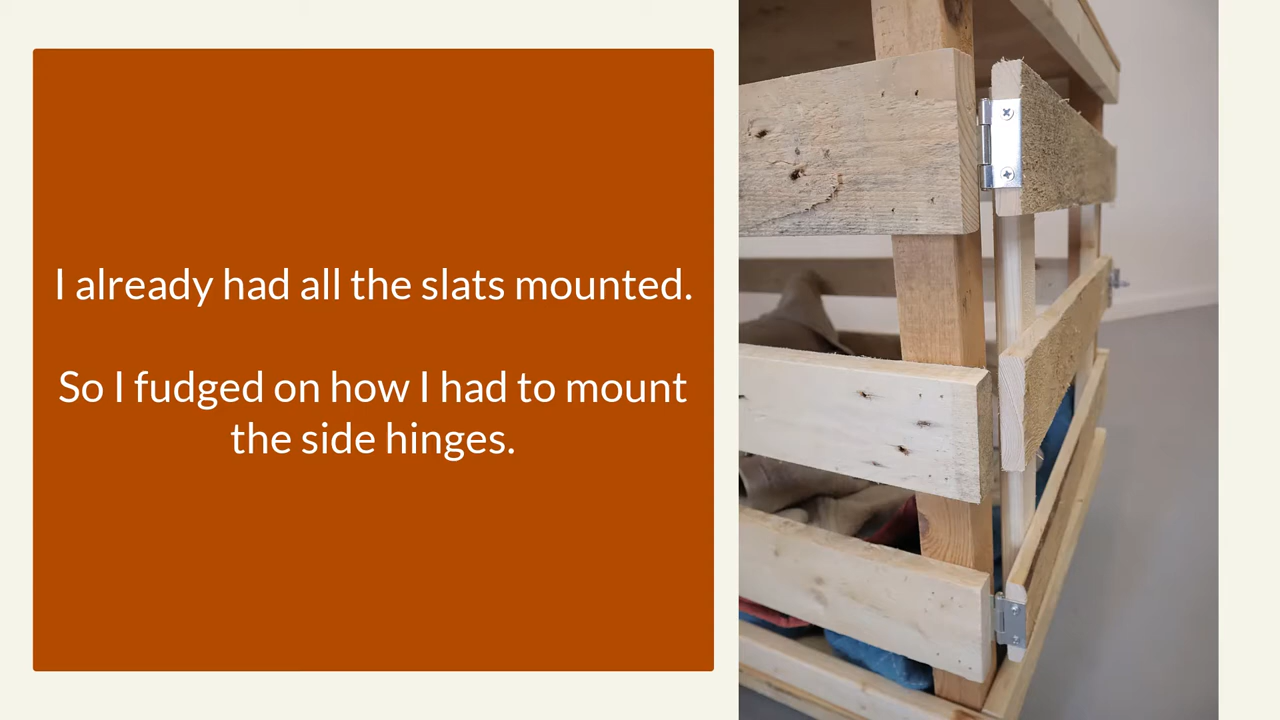 I already had all the slats mounted.
So I fudged on how I had to mount
the side hinges.